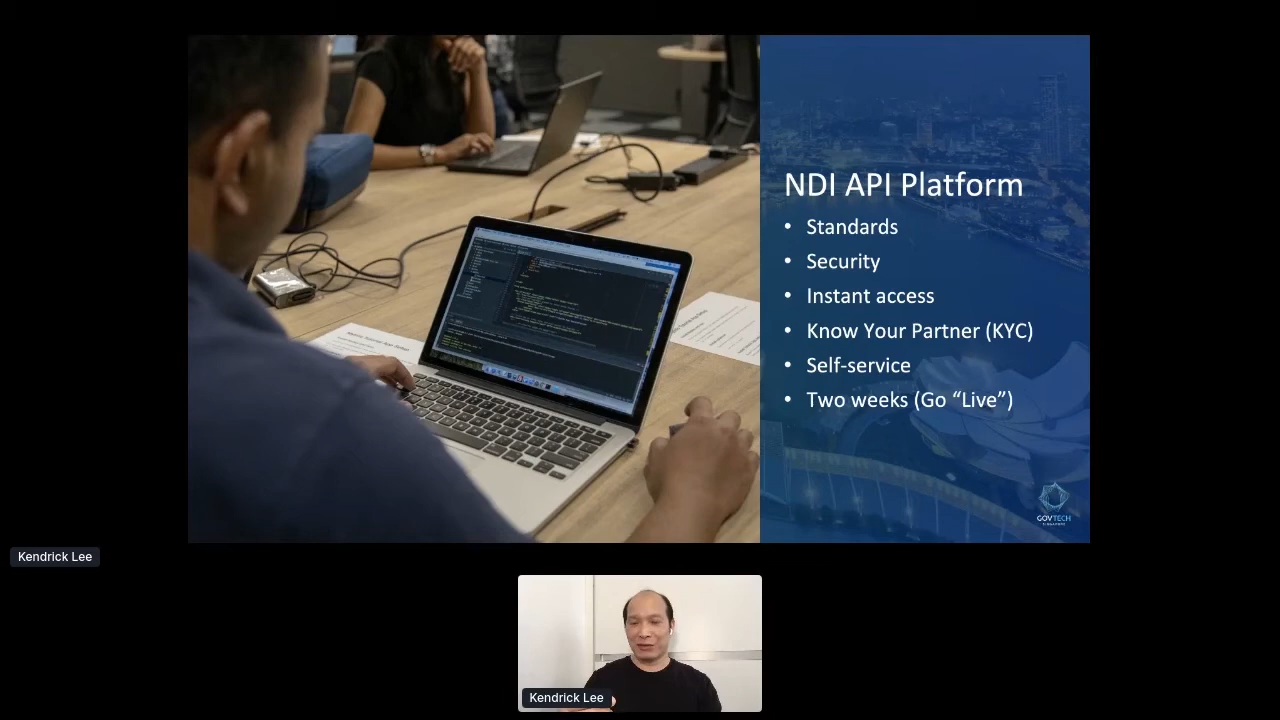 NDI API Platform
• Standards
• Security
• Instant access
• Know Your Partner (KYC)
• Self-service
• Two weeks (Go “Live”)
GOVTECH
SINGAPORE
Kendrick Lee
Kendrick Lee